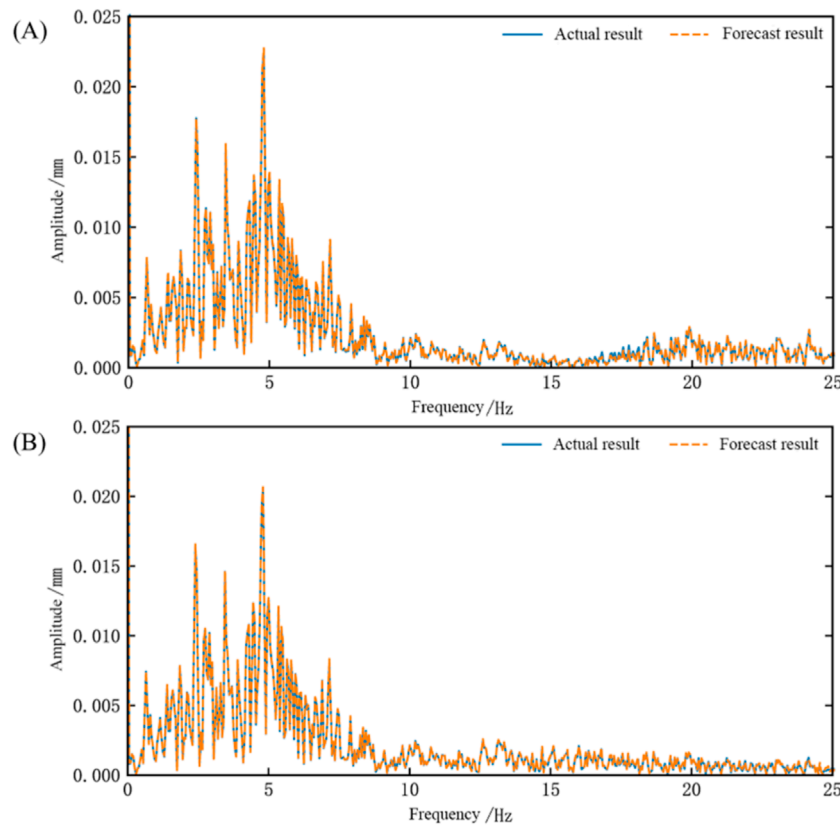 (A)
Actual result Forecast result
0.025
0.020
0.015
0.010
0.005
0.000
Amplitude/mm
0 5 10 15 20 25
Frequency/Hz
(B)
Actual result Forecast result
0.025
0.020
0.015
0.010
0.005
0.000
Amplitude/mm
0 5 10 15 20 25
Frequency/Hz